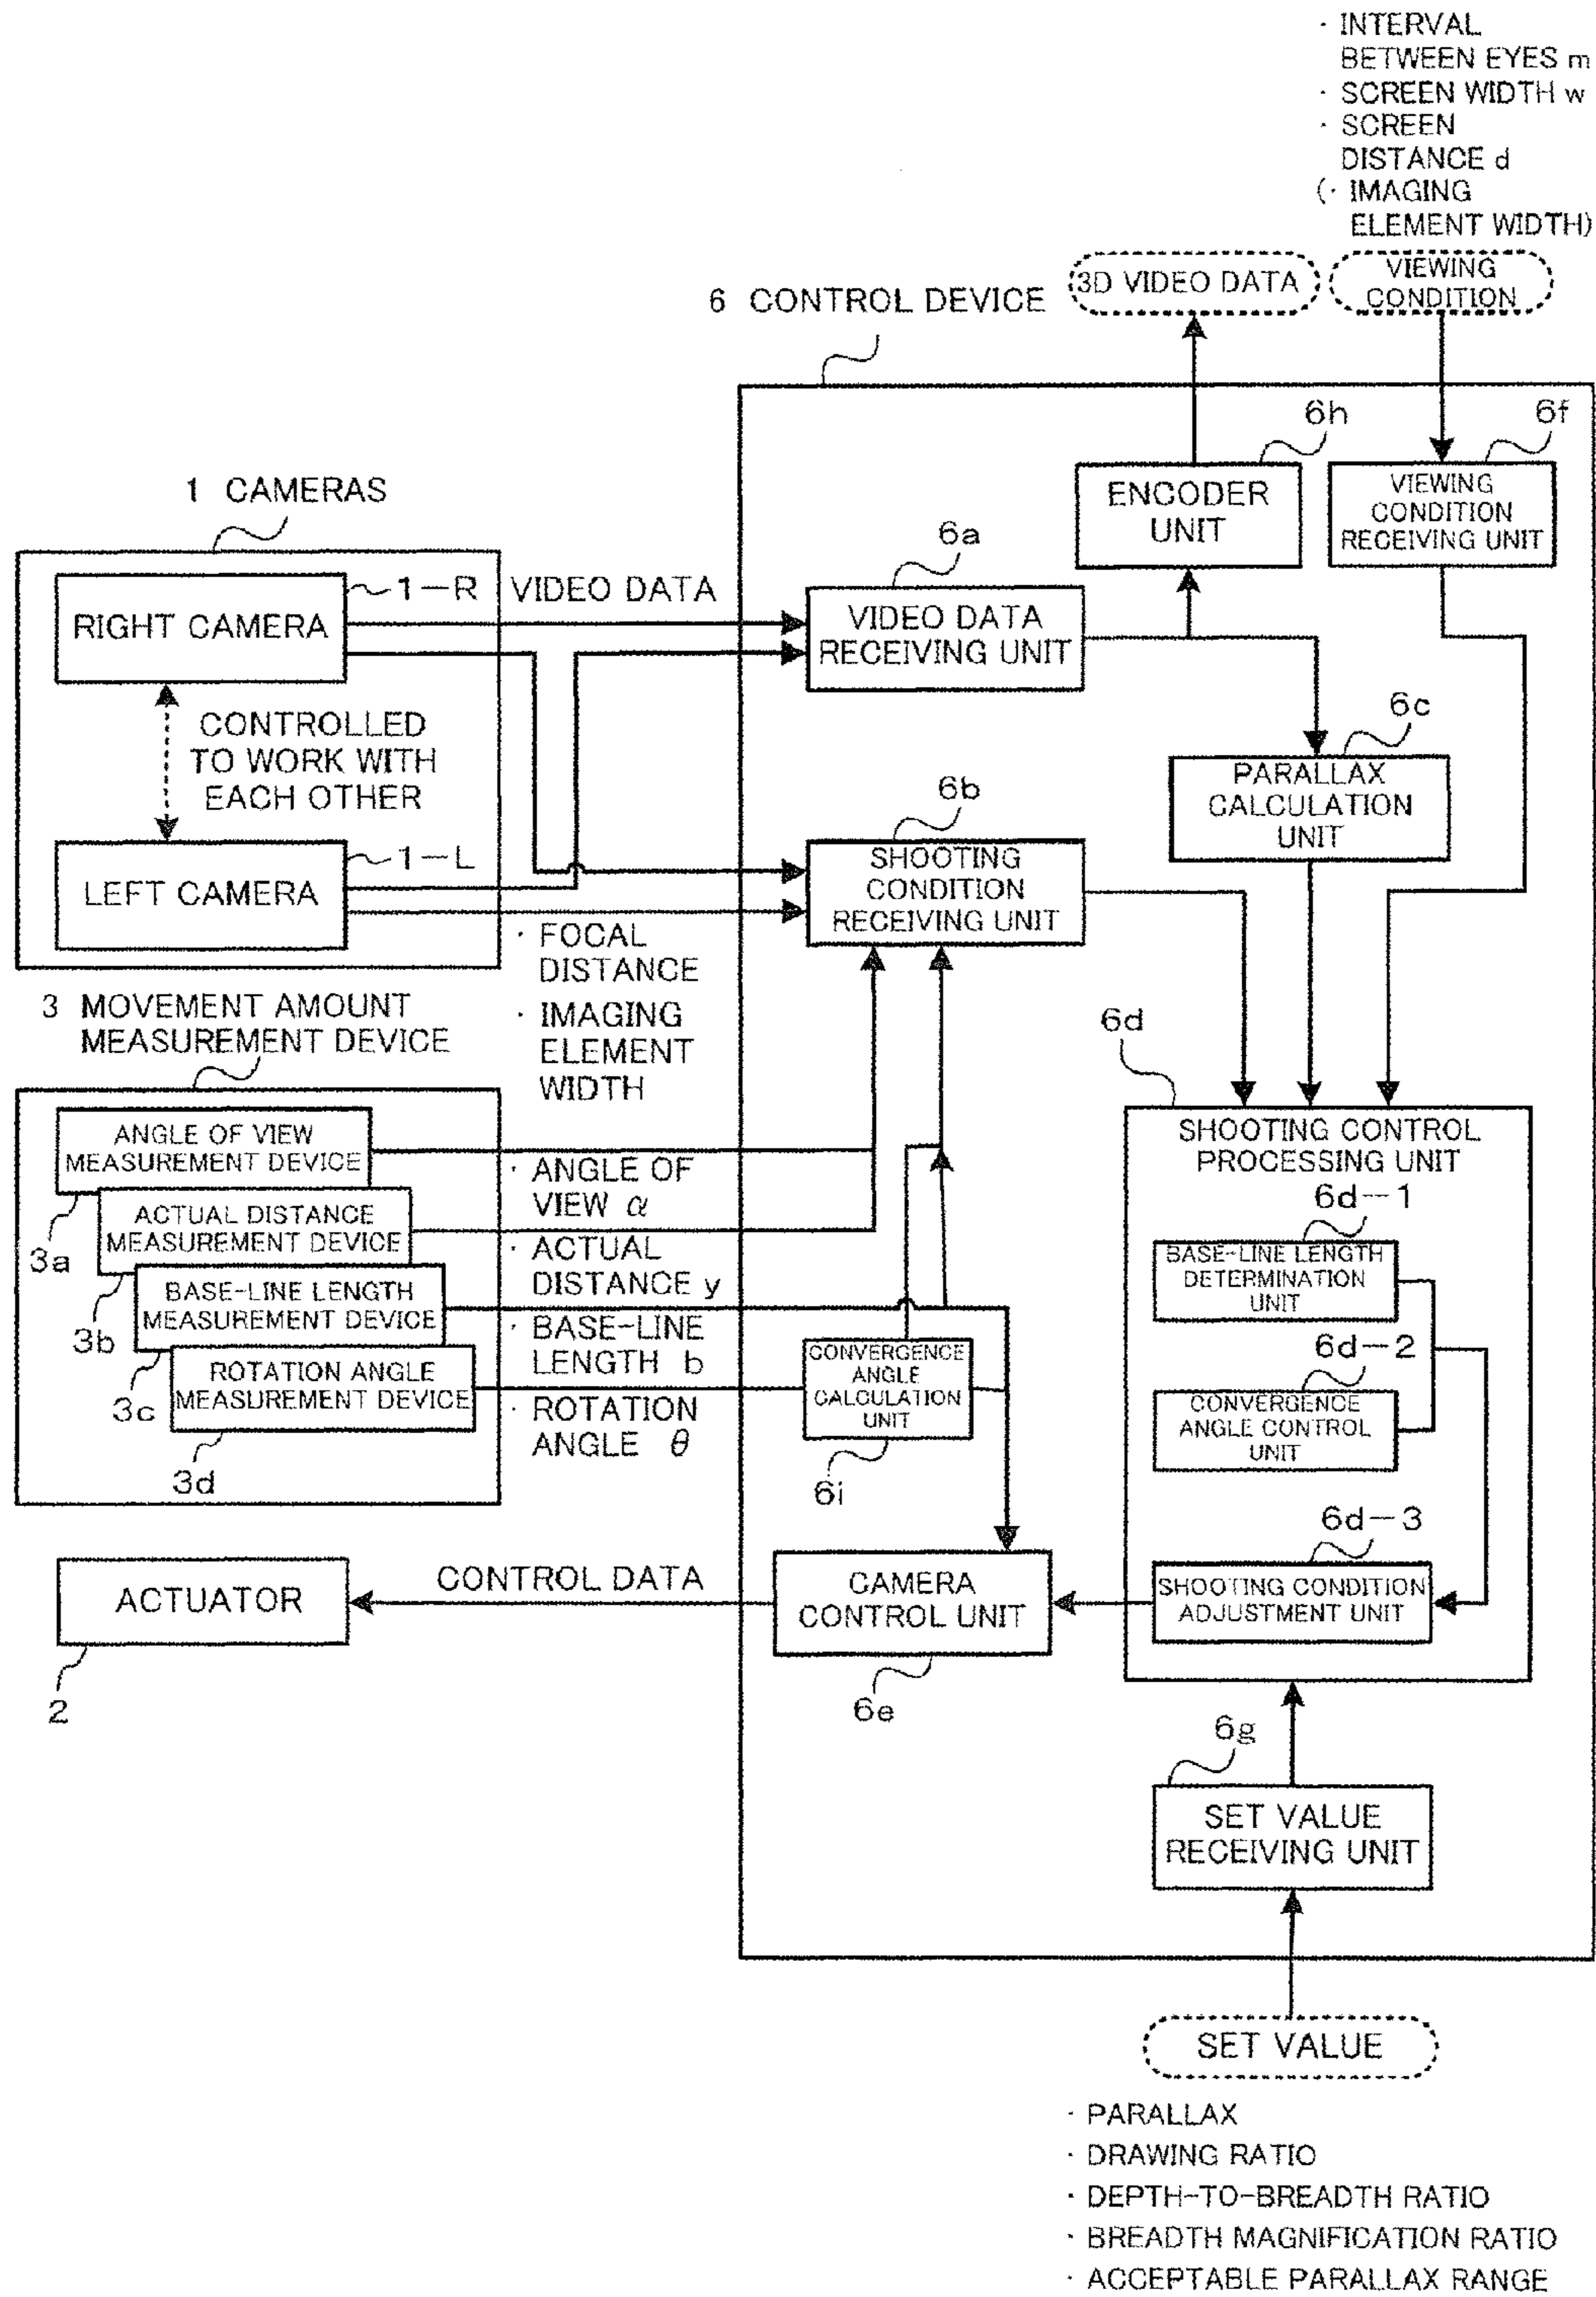 · INTERVAL
BETWEEN EYES m
· SCREEN WIDTH w
· SCREEN
DISTANCE d
(· IMAGING
ELEMENT WIDTH)
3D VIDEO DATA
VIEWING
CONDITION
6 CONTROL DEVICE
6h
6f
ENCODER
UNIT
VIEWING
CONDITION
RECEIVING UNIT
1 CAMERAS
6a
1-R
VIDEO DATA
RIGHT CAMERA
VIDEO DATA
RECEIVING UNIT
CONTROLLED
TO WORK WITH
EACH OTHER
6c
PARALLAX
CALCULATION
UNIT
6b
1-L
LEFT CAMERA
SHOOTING
CONDITION
RECEIVING UNIT
· FOCAL
DISTANCE
· IMAGING
ELEMENT
WIDTH
3 MOVEMENT AMOUNT
MEASUREMENT DEVICE
6d
ANGLE OF VIEW
MEASUREMENT DEVICE
3a
· ANGLE OF
VIEW α
ACTUAL DISTANCE
MEASUREMENT DEVICE
3b
· ACTUAL
DISTANCE y
BASE-LINE LENGTH
MEASUREMENT DEVICE
3c
· BASE-LINE
LENGTH b
ROTATION ANGLE
MEASUREMENT DEVICE
3d
· ROTATION
ANGLE θ
CONVERGENCE
ANGLE
CALCULATION
UNIT
6i
SHOOTING CONTROL
PROCESSING UNIT
6d-1
BASE-LINE LENGTH
DETERMINATION
UNIT
6d-2
CONVERGENCE
ANGLE CONTROL
UNIT
6d-3
SHOOTING CONDITION
ADJUSTMENT UNIT
ACTUATOR
2
CONTROL DATA
CAMERA
CONTROL UNIT
6e
6g
SET VALUE
RECEIVING UNIT
SET VALUE
· PARALLAX
· DRAWING RATIO
· DEPTH-TO-BREADTH RATIO
· BREADTH MAGNIFICATION RATIO
· ACCEPTABLE PARALLAX RANGE